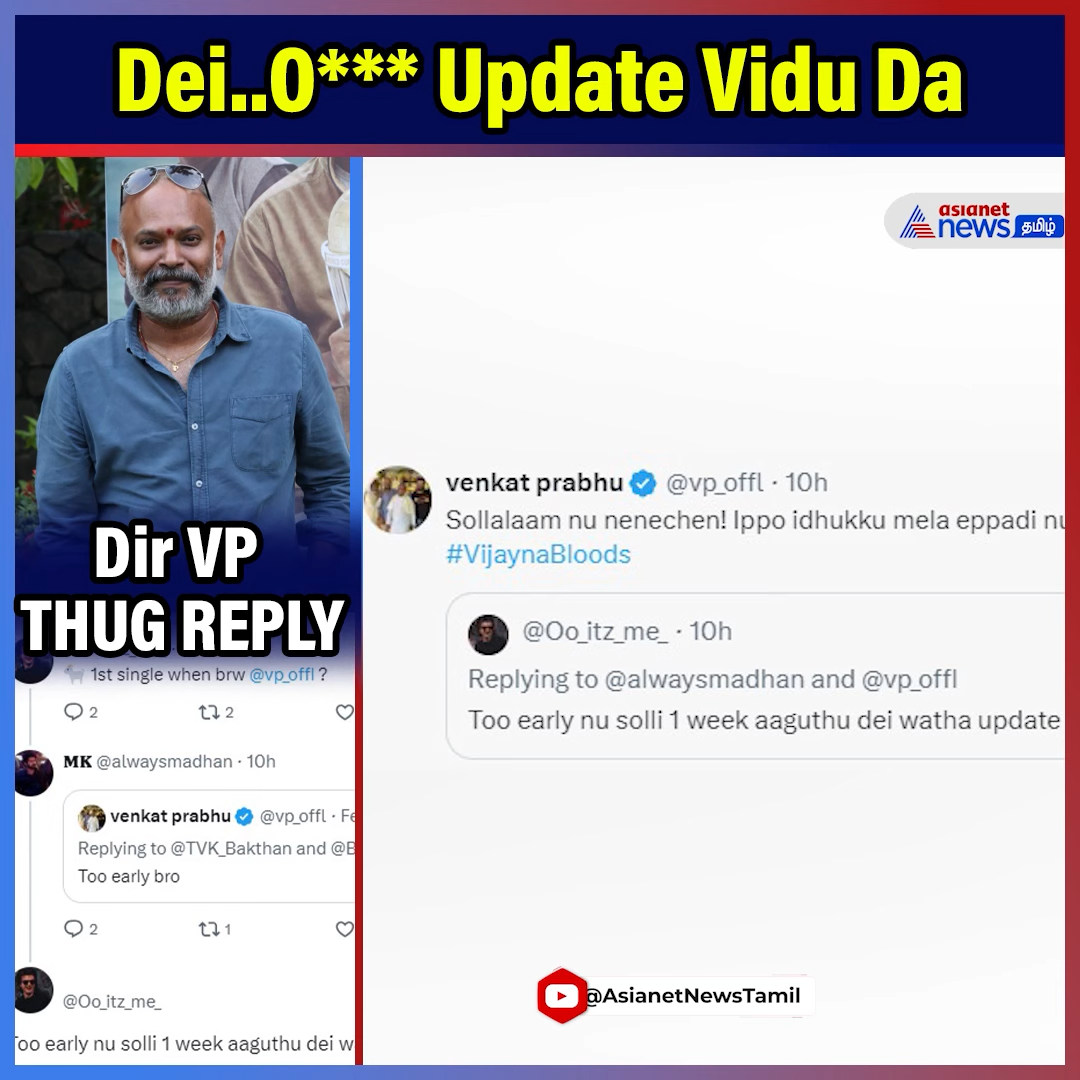 Dei..O*** Update Vidu Da
asianet
news தமிழ்
Dir VP
THUG REPLY
1st single when brw @vp_offl ?
2 2
MK @alwaysmadhan · 10h
venkat prabhu @vp_offl · Fe
Replying to @TVK_Bakthan and @B
Too early bro
2 1
@Oo_itz_me_
Too early nu solli 1 week aaguthu dei w
venkat prabhu @vp_offl · 10h
Sollalaam nu nenechen! Ippo idhukku mela eppadi nu
#VijaynaBloods
@Oo_itz_me_ · 10h
Replying to @alwaysmadhan and @vp_offl
Too early nu solli 1 week aaguthu dei watha update
@AsianetNewsTamil